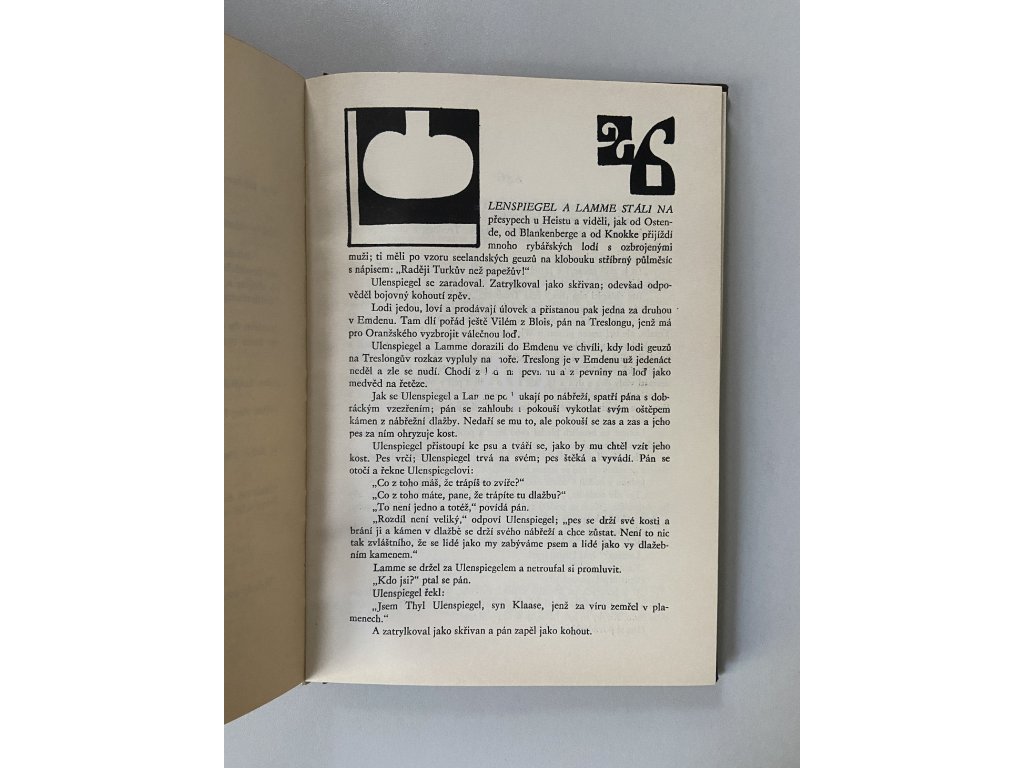 26
LENSPIEGEL A LAMME STÁLI NA
přesypech u Heistu a viděli, jak od Osten-
de, od Blankenberge a od Knokke přijíždí
mnoho rybářských lodí s ozbrojenými
muži; ti měli po vzoru seelandských geuzů na klobouku stříbrný půlměsíc
s nápisem: „Raději Turkův než papežův!“
Ulenspiegel se zaradoval. Zatrylkoval jako skřivan; odevšad odpo-
věděl bojovný kohoutí zpěv.
Lodi jedou, loví a prodávají úlovek a přistanou pak jedna za druhou
v Emdenu. Tam dlí pořád ještě Vilém z Blois, pán na Treslongu, jenž má
pro Oranžského vyzbrojit válečnou loď.
Ulenspiegel a Lamme dorazili do Emdenu ve chvíli, kdy lodi geuzů
na Treslongův rozkaz vypluly na moře. Treslong je v Emdenu už jedenáct
neděl a zle se nudí. Chodí z na pevninu a z pevniny na loď jako
medvěd na řetěze.
Jak se Ulenspiegel a Lamme po ukají po nábřeží, spatří pána s dob-
ráckým vzezřením; pán se zahloubá pokouší vykotlat svým oštěpem
kámen z nábřežní dlažby. Nedaří se mu to, ale pokouší se zas a zas a jeho
pes za ním ohryzuje kost.
Ulenspiegel přistoupí ke psu a tváří se, jako by mu chtěl vzít jeho
kost. Pes vrčí; Ulenspiegel trvá na svém; pes štěká a vyvádí. Pán se
otočí a řekne Ulenspiegelovi:
„Co z toho máš, že trápíš to zvíře?“
„Co z toho máte, pane, že trápíte tu dlažbu?“
„To není jedno a totéž,“ povídá pán.
„Rozdíl není veliký,“ odpoví Ulenspiegel; „pes se drží své kosti a
brání ji a kámen v dlažbě se drží svého nábřeží a chce zůstat. Není to nic
tak zvláštního, že se lidé jako my zabýváme psem a lidé jako vy dlažeb-
ním kamenem.“
Lamme se držel za Ulenspiegelem a netroufal si promluvit.
„Kdo jsi?“ ptal se pán.
Ulenspiegel řekl:
„Jsem Thyl Ulenspiegel, syn Klaase, jenž za víru zemřel v pla-
menech.“
A zatrylkoval jako skřivan a pán zapěl jako kohout.